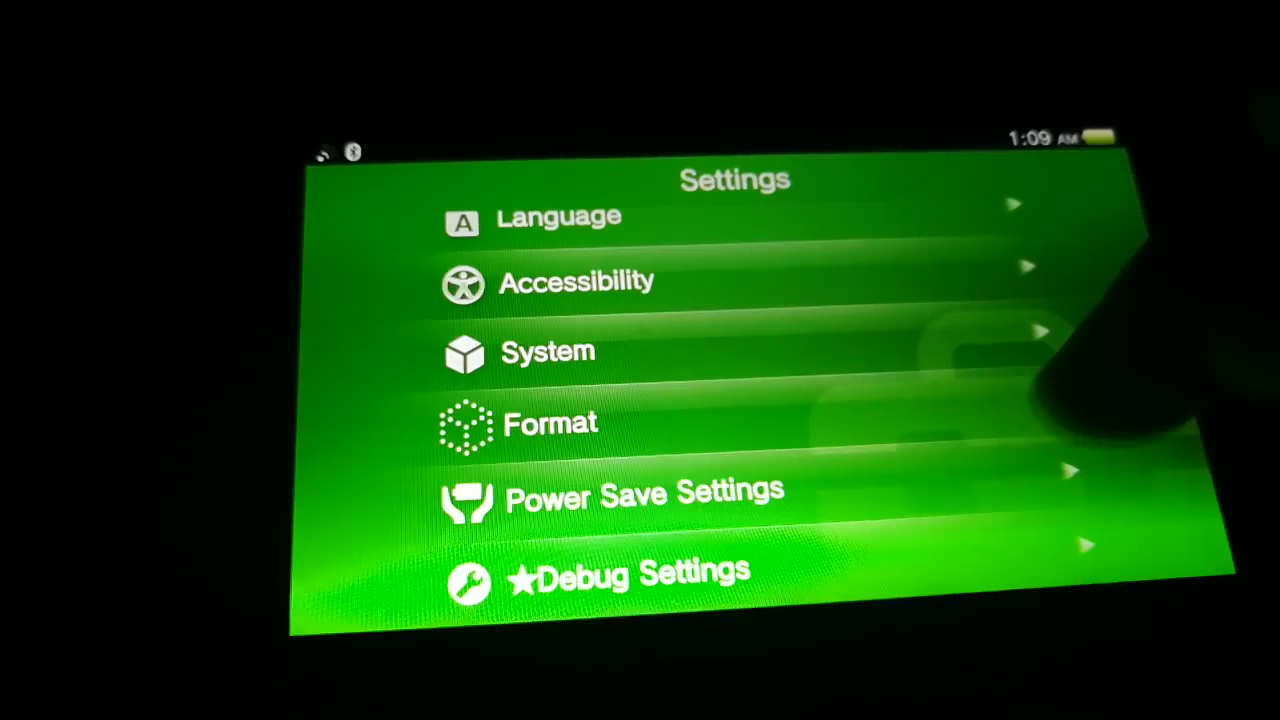 1:09 AM
Settings
A Language
Accessibility
System
Format
Power Save Settings
★Debug Settings